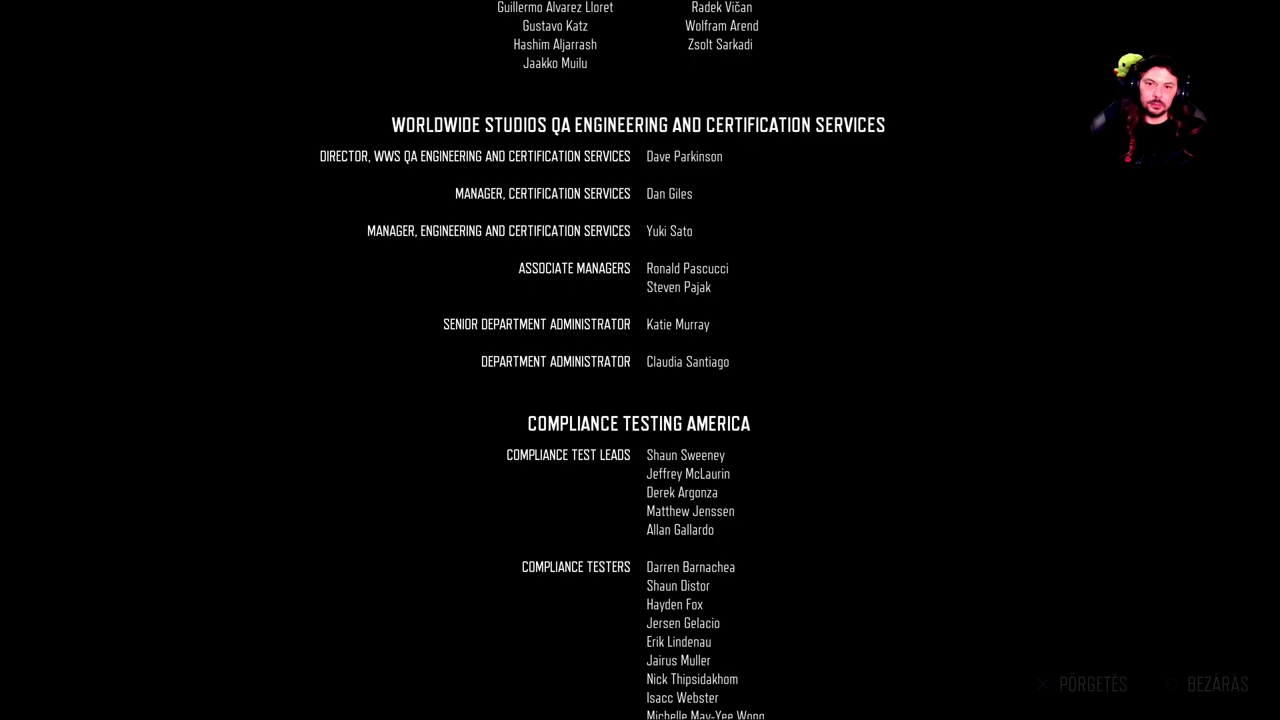 Guillermo Alvarez Lloret Radek Vičan
Gustavo Katz Wolfram Arend
Hashim Aljarrash Zsolt Sarkadi
Jaakko Muilu
WORLDWIDE STUDIOS QA ENGINEERING AND CERTIFICATION SERVICES
DIRECTOR, WWS QA ENGINEERING AND CERTIFICATION SERVICES Dave Parkinson
MANAGER, CERTIFICATION SERVICES Dan Giles
MANAGER, ENGINEERING AND CERTIFICATION SERVICES Yuki Sato
ASSOCIATE MANAGERS Ronald Pascucci
Steven Pajak
SENIOR DEPARTMENT ADMINISTRATOR Katie Murray
DEPARTMENT ADMINISTRATOR Claudia Santiago
COMPLIANCE TESTING AMERICA
COMPLIANCE TEST LEADS Shaun Sweeney
Jeffrey McLaurin
Derek Argonza
Matthew Jenssen
Allan Gallardo
COMPLIANCE TESTERS Darren Barnachea
Shaun Distor
Hayden Fox
Jersen Gelacio
Erik Lindenau
Jairus Muller
Nick Thipsidakhom
Isacc Webster
Michelle May-Yee Wong
PÖRGETÉS BEZÁRÁS